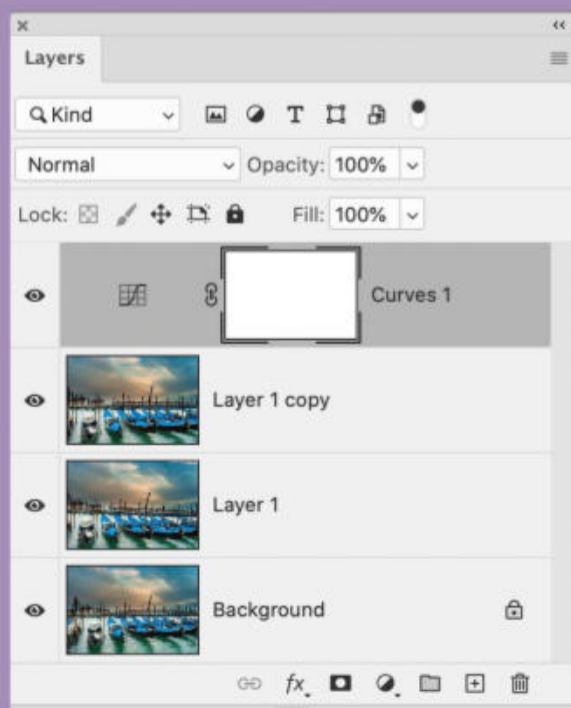 Layers
Kind
Normal Opacity: 100%
Lock: Fill: 100%
Curves 1
Layer 1 copy
Layer 1
Background
fx